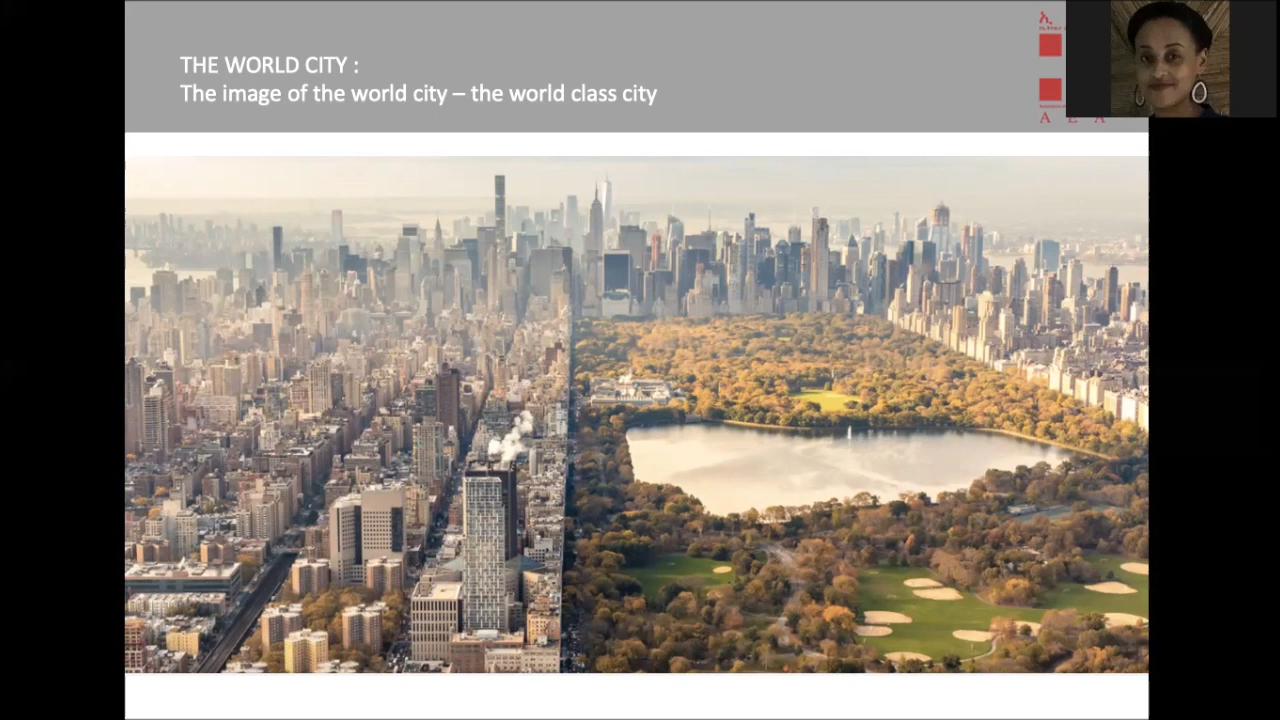 THE WORLD CITY :
The image of the world city – the world class city
ኢ
A E A